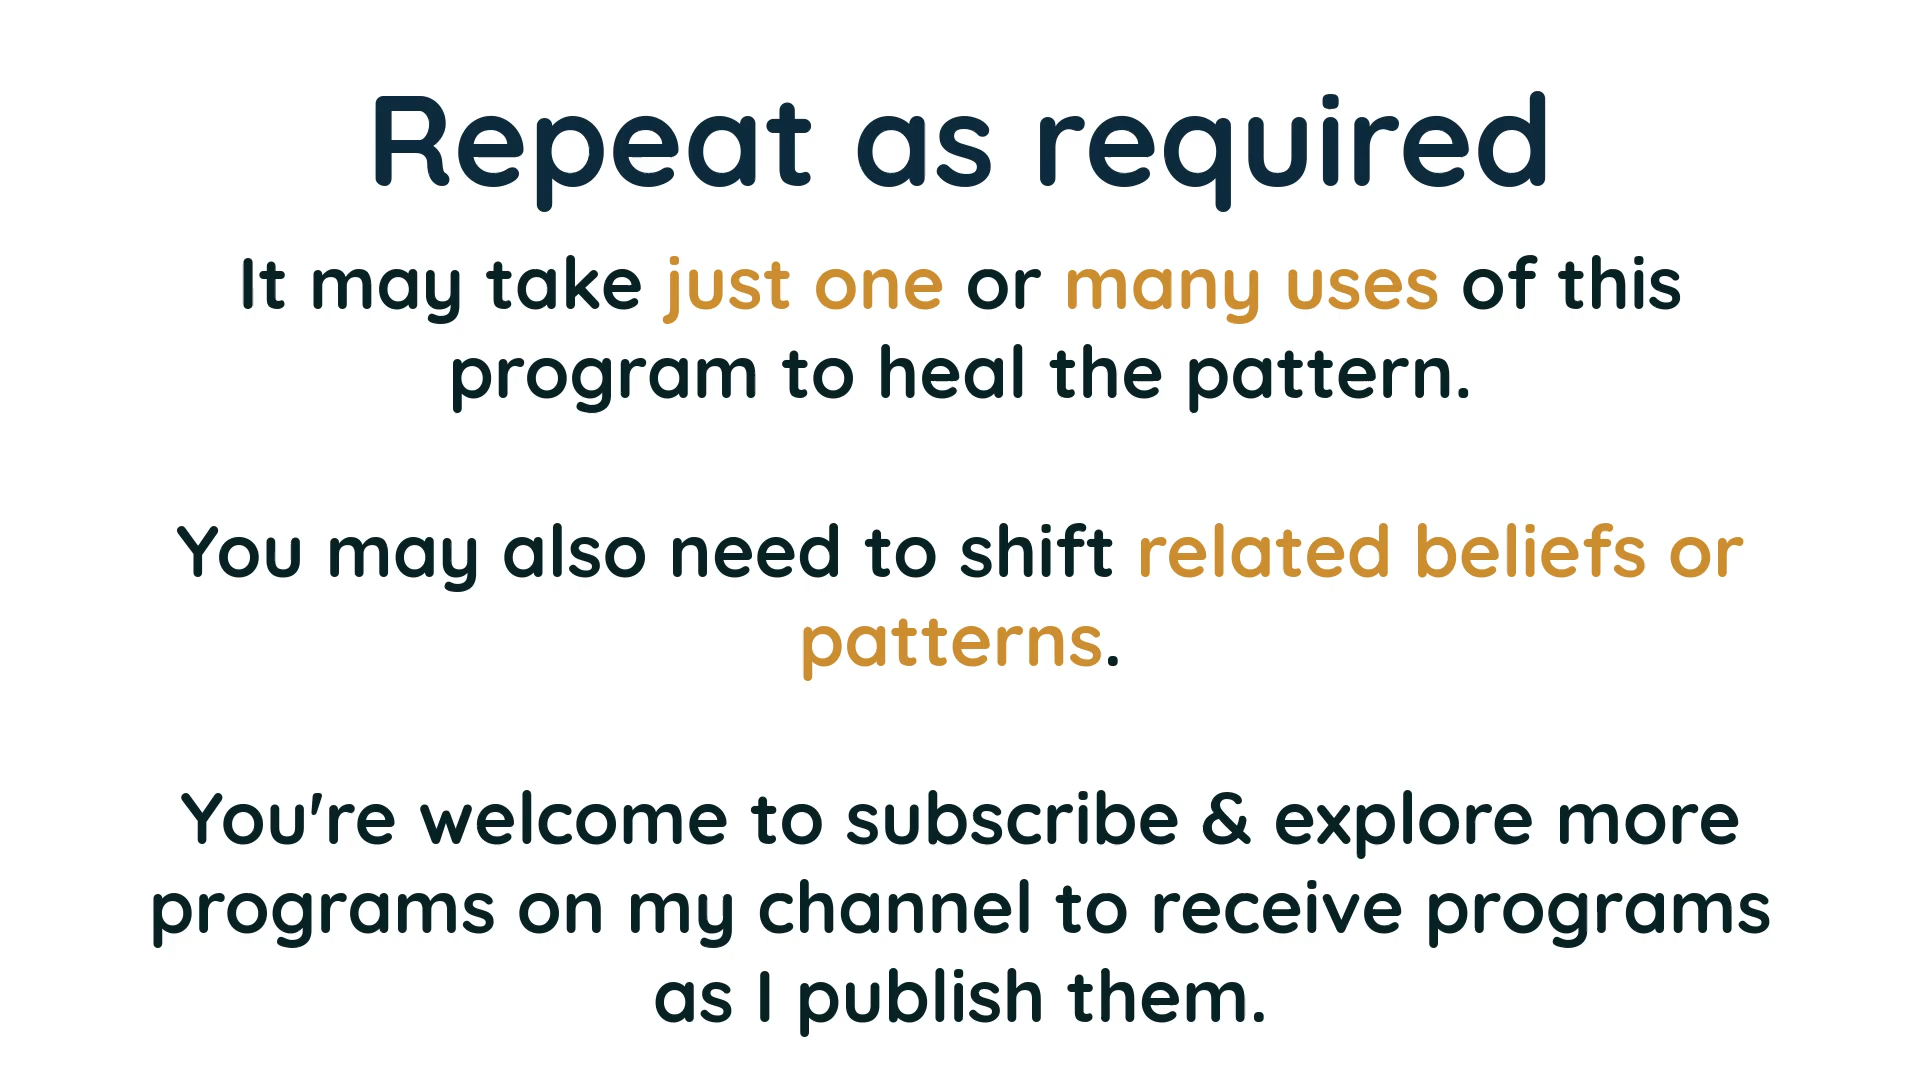 Repeat as required
It may take just one or many uses of this
program to heal the pattern.
You may also need to shift related beliefs or
patterns.
You're welcome to subscribe & explore more
programs on my channel to receive programs
as I publish them.